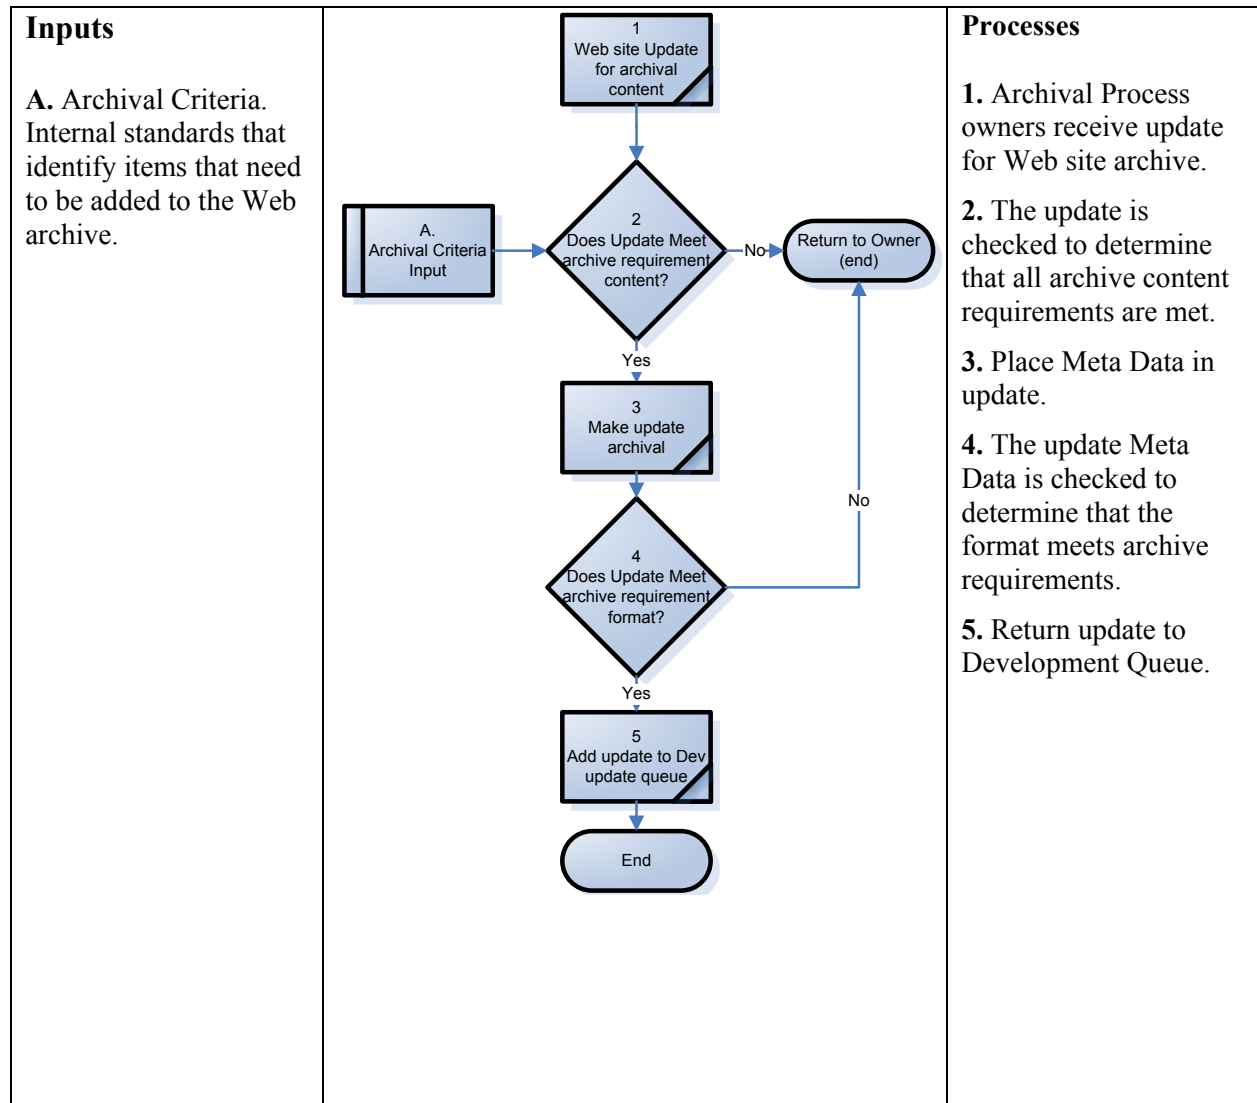 Inputs
A. Archival Criteria.
Internal standards that
identify items that need
to be added to the Web
archive.
1
Web site Update
for archival
content
A.
Archival Criteria
Input
2
Does Update Meet
archive requirement
content?
No
Return to Owner
(end)
Yes
3
Make update
archival
No
4
Does Update Meet
archive requirement
format?
Yes
5
Add update to Dev
update queue
End
Processes
1. Archival Process
owners receive update
for Web site archive.
2. The update is
checked to determine
that all archive content
requirements are met.
3. Place Meta Data in
update.
4. The update Meta
Data is checked to
determine that the
format meets archive
requirements.
5. Return update to
Development Queue.